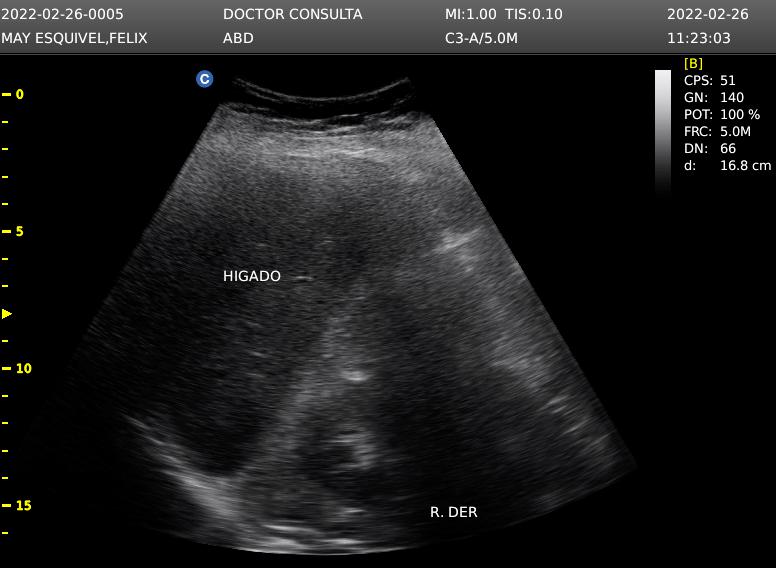 2022-02-26-0005 DOCTOR CONSULTA MI:1.00 TIS:0.10 2022-02-26
MAY ESQUIVEL,FELIX ABD C3-A/5.0M 11:23:03
[B]
CPS: 51
GN: 140
POT: 100 %
FRC: 5.0M
DN: 66
d: 16.8 cm
C
0
5
HIGADO
10
15
R. DER